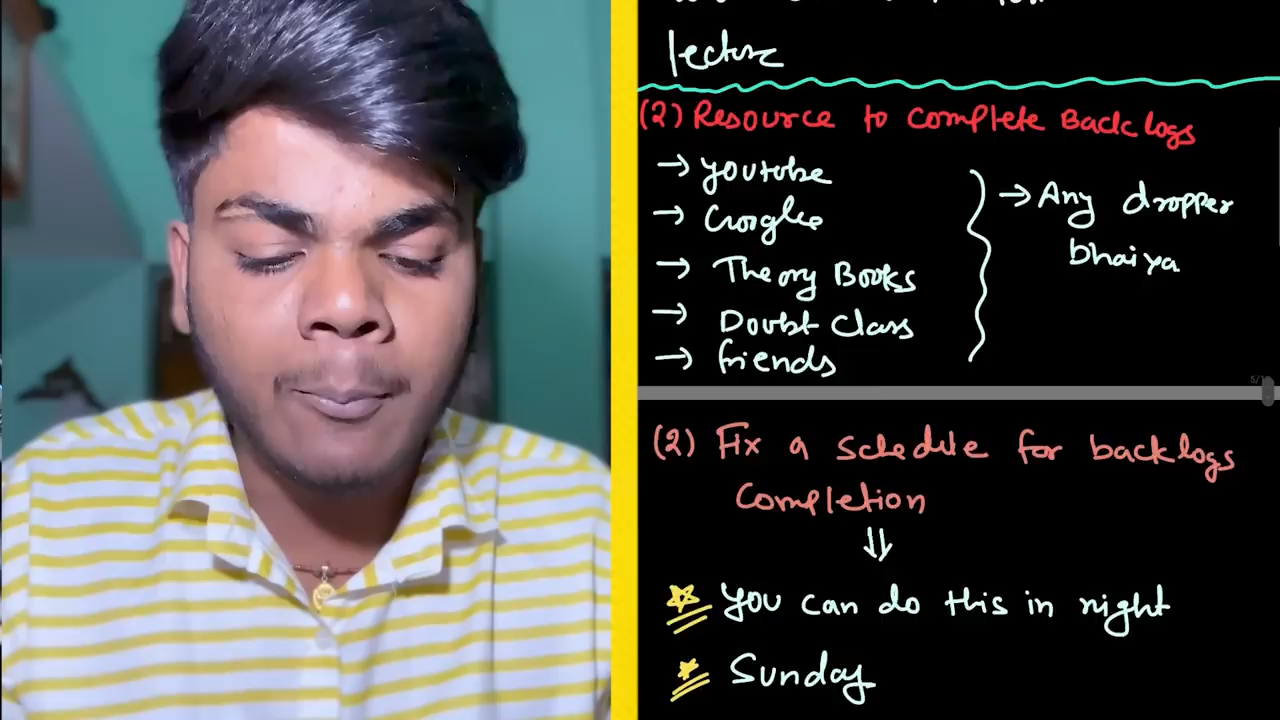 lecture
(2) Resource to complete Backlogs
→ youtube
→ Google
→ Theory Books
→ Doubt Class
→ friends
→ Any dropper
bhaiya
(2) Fix a schedule for backlogs
Completion
⇓
You can do this in night
Sunday